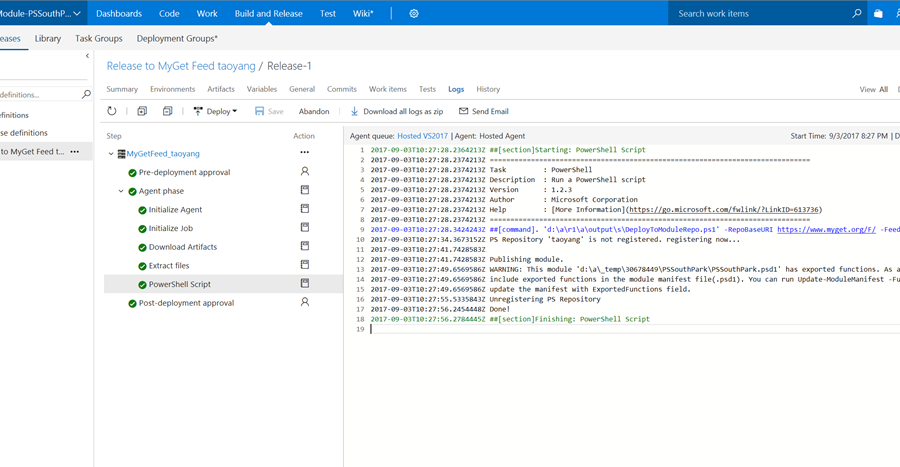 Module-PSSouthP... Dashboards Code Work Build and Release Test Wiki* Search work items
eases Library Task Groups Deployment Groups*
Release to MyGet Feed taoyang / Release-1
definitions...
Summary Environments Artifacts Variables General Commits Work items Tests Logs History View All
efinitions
Deploy Save Abandon Download all logs as zip Send Email
se definitions
Step Action
Agent queue: Hosted VS2017 | Agent: Hosted Agent Start Time: 9/3/2017 8:27 PM
to MyGet Feed t... ...
MyGetFeed_taoyang ...
Pre-deployment approval
Agent phase
Initialize Agent
Initialize Job
Download Artifacts
Extract files
PowerShell Script
Post-deployment approval
1 2017-09-03T10:27:28.2364213Z ##[section]Starting: PowerShell Script
2 2017-09-03T10:27:28.2374213Z ==============================================================================
3 2017-09-03T10:27:28.2374213Z Task : PowerShell
4 2017-09-03T10:27:28.2374213Z Description : Run a PowerShell script
5 2017-09-03T10:27:28.2374213Z Version : 1.2.3
6 2017-09-03T10:27:28.2374213Z Author : Microsoft Corporation
7 2017-09-03T10:27:28.2374213Z Help : [More Information](https://go.microsoft.com/fwlink/?LinkID=613736)
8 2017-09-03T10:27:28.2374213Z ==============================================================================
9 2017-09-03T10:27:28.3424243Z ##[command]. 'd:\a\r1\a\output\s\DeployToModuleRepo.ps1' -RepoBaseURI https://www.myget.org/F/ -Feed
10 2017-09-03T10:27:34.3673152Z PS Repository 'taoyang' is not registered. registering now...
11 2017-09-03T10:27:41.7428583Z
12 2017-09-03T10:27:41.7428583Z Publishing module.
13 2017-09-03T10:27:49.6569586Z WARNING: This module 'd:\a\_temp\30678449\PSSouthPark\PSSouthPark.psd1' has exported functions. As a
14 2017-09-03T10:27:49.6569586Z include exported functions in the module manifest file(.psd1). You can run Update-ModuleManifest -Fu
15 2017-09-03T10:27:49.6569586Z update the manifest with ExportedFunctions field.
16 2017-09-03T10:27:55.5335843Z Unregistering PS Repository
17 2017-09-03T10:27:56.2454448Z Done!
18 2017-09-03T10:27:56.2784445Z ##[section]Finishing: PowerShell Script
19